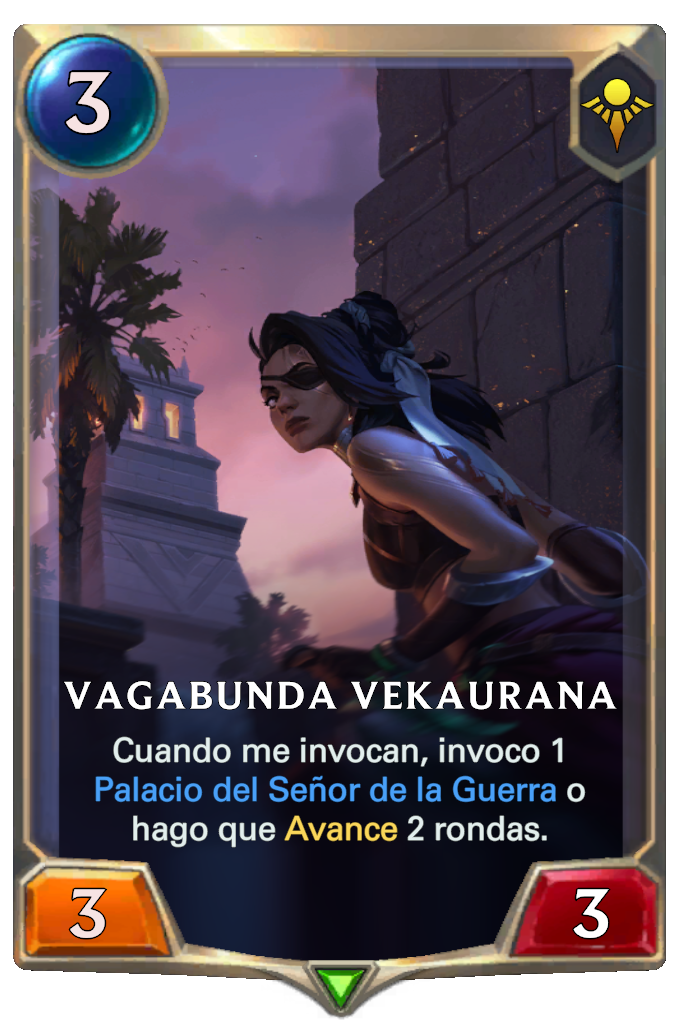 3
VAGABUNDA VEKAURANA
Cuando me invocan, invoco 1
Palacio del Señor de la Guerra o
hago que Avance 2 rondas.
3
3